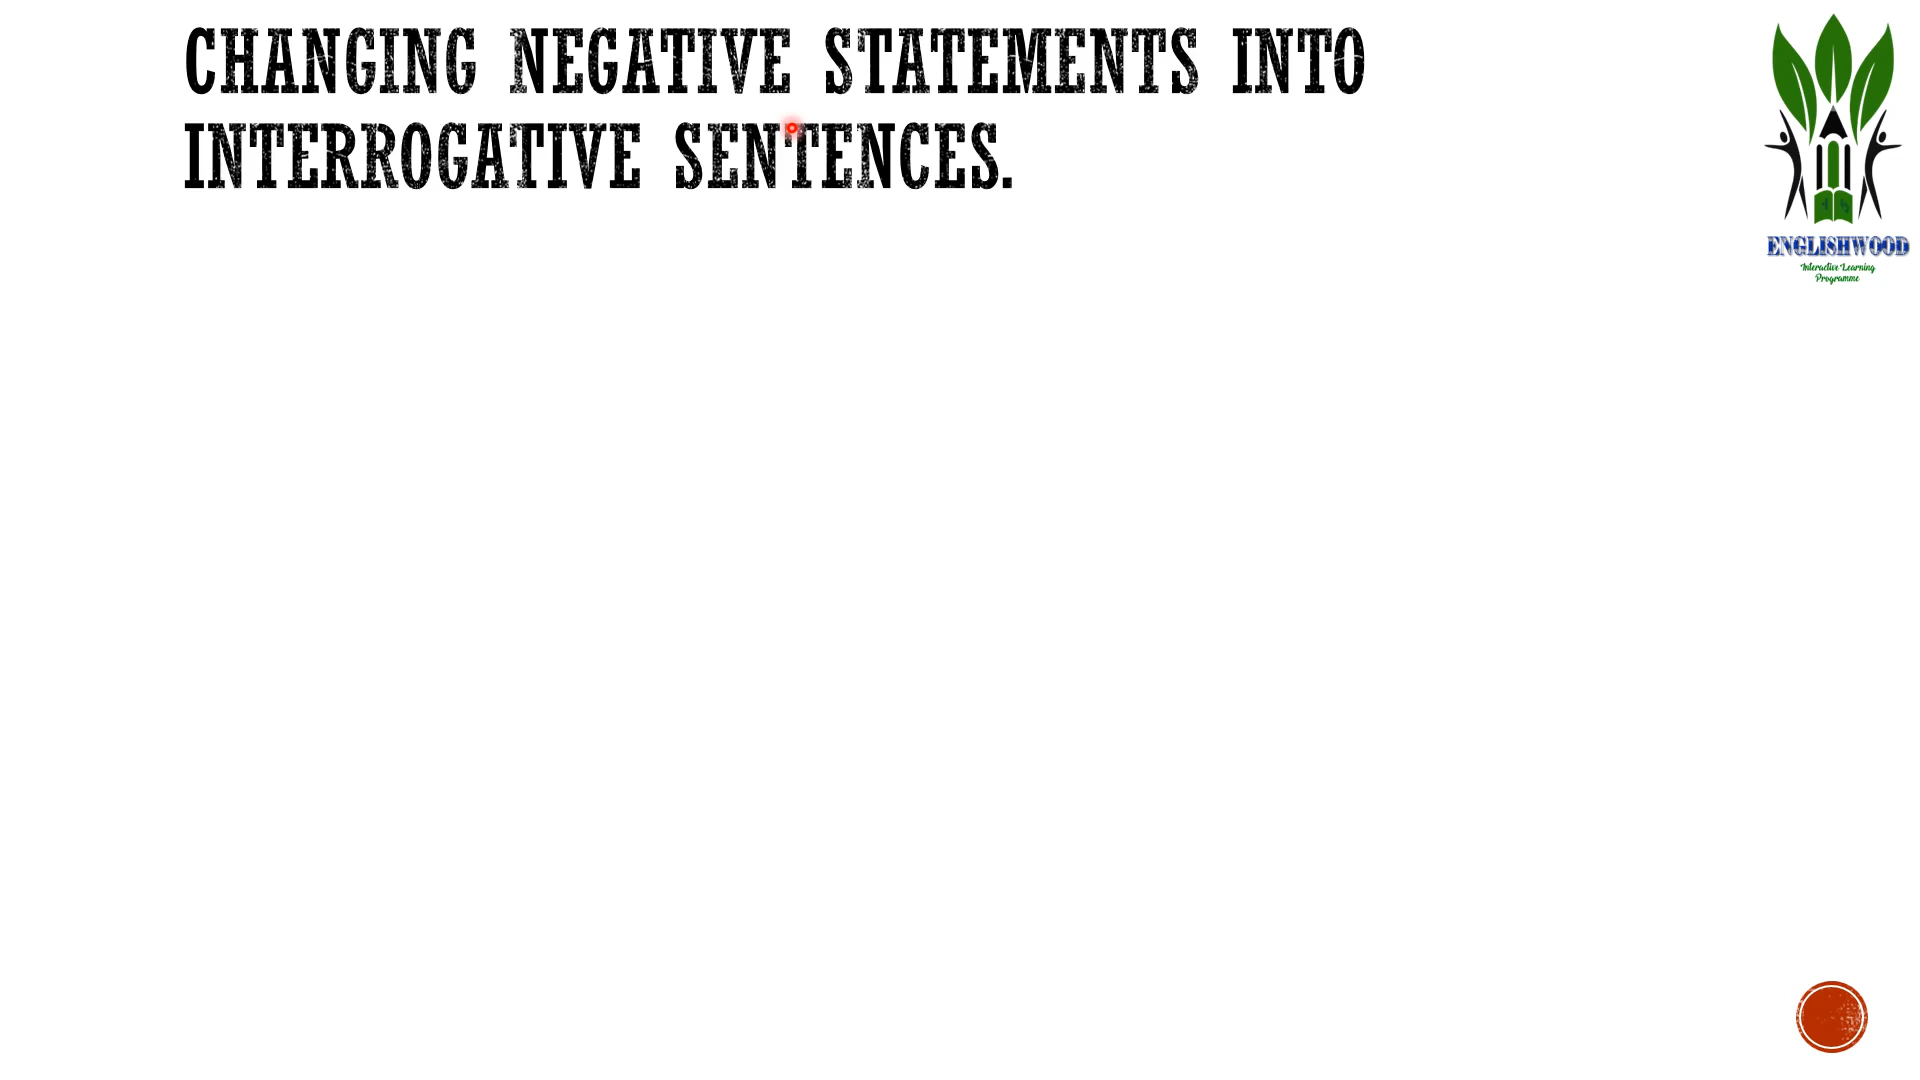 CHANGING NEGATIVE STATEMENTS INTO
INTERROGATIVE SENTENCES.
ENGLISHWOOD
Interactive Learning
Programme